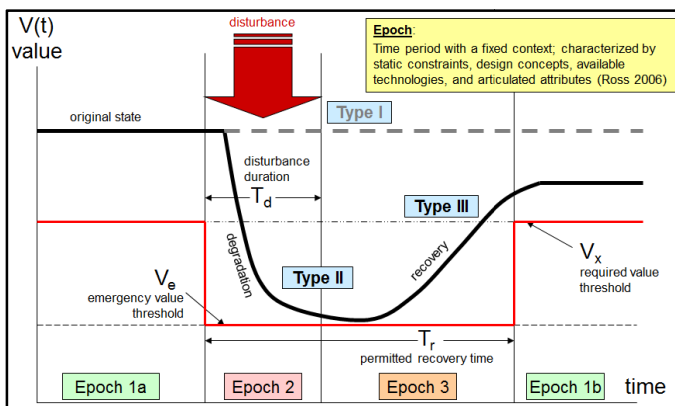 V(t)
value
disturbance
Epoch:
Time period with a fixed context; characterized by
static constraints, design concepts, available
technologies, and articulated attributes (Ross 2006)
original state
Type I
disturbance
duration
Td
Type III
degradation
recovery
Type II
Ve
emergency value
threshold
Vx
required value
threshold
Tr
permitted recovery time
Epoch 1a
Epoch 2
Epoch 3
Epoch 1b
time